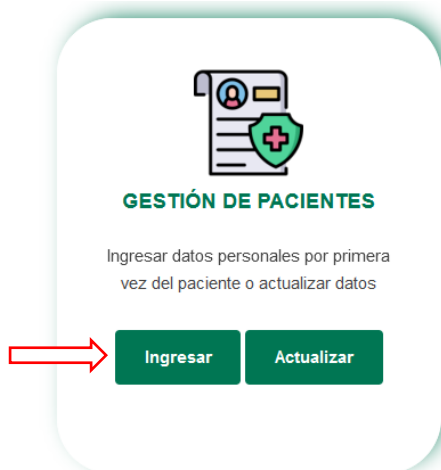 GESTIÓN DE PACIENTES
Ingresar datos personales por primera
vez del paciente o actualizar datos
Ingresar Actualizar